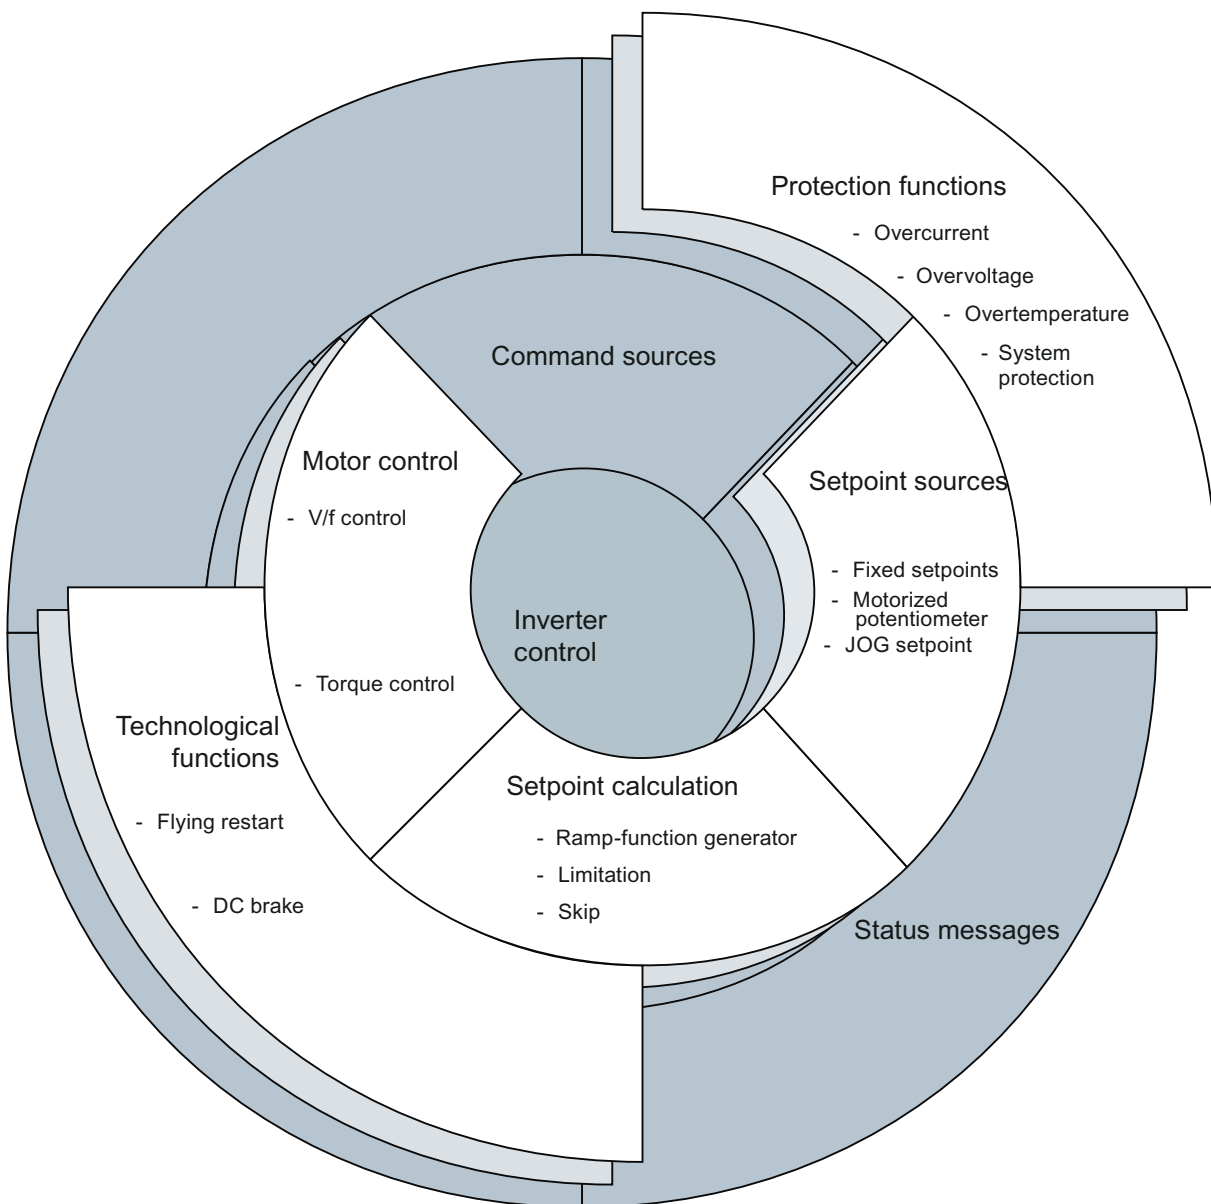 Protection functions
- Overcurrent
- Overvoltage
- Overtemperature
- System
protection
Command sources
Motor control
- V/f control
- Torque control
Setpoint sources
- Fixed setpoints
- Motorized
potentiometer
- JOG setpoint
Inverter
control
Technological
functions
- Flying restart
- DC brake
Setpoint calculation
- Ramp-function generator
- Limitation
- Skip
Status messages